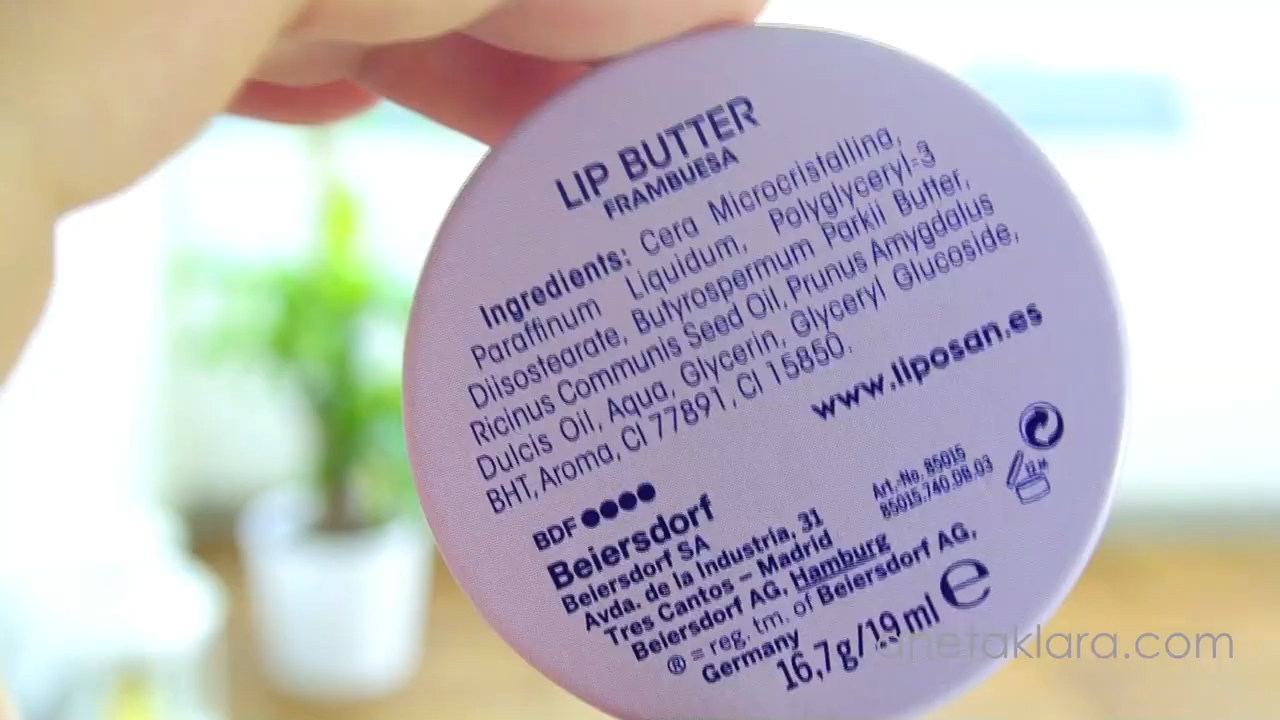 LIP BUTTER
FRAMBUESA
Ingredients: Cera Microcristallina,
Paraffinum Liquidum, Polyglyceryl-3
Diisostearate, Butyrospermum Parkii Butter,
Ricinus Communis Seed Oil, Prunus Amygdalus
Dulcis Oil, Aqua, Glycerin, Glyceryl Glucoside,
BHT, Aroma, CI 77891, CI 15850.
www.liposan.es
12 M
BDF
Beiersdorf
Beiersdorf SA
Avda. de la Industria, 31
Tres Cantos – Madrid
Beiersdorf AG, Hamburg
® = reg. tm. of Beiersdorf AG,
Germany
Art.-No. 85015
85015.740.08.03
16,7g/19ml e
anetaklara.com